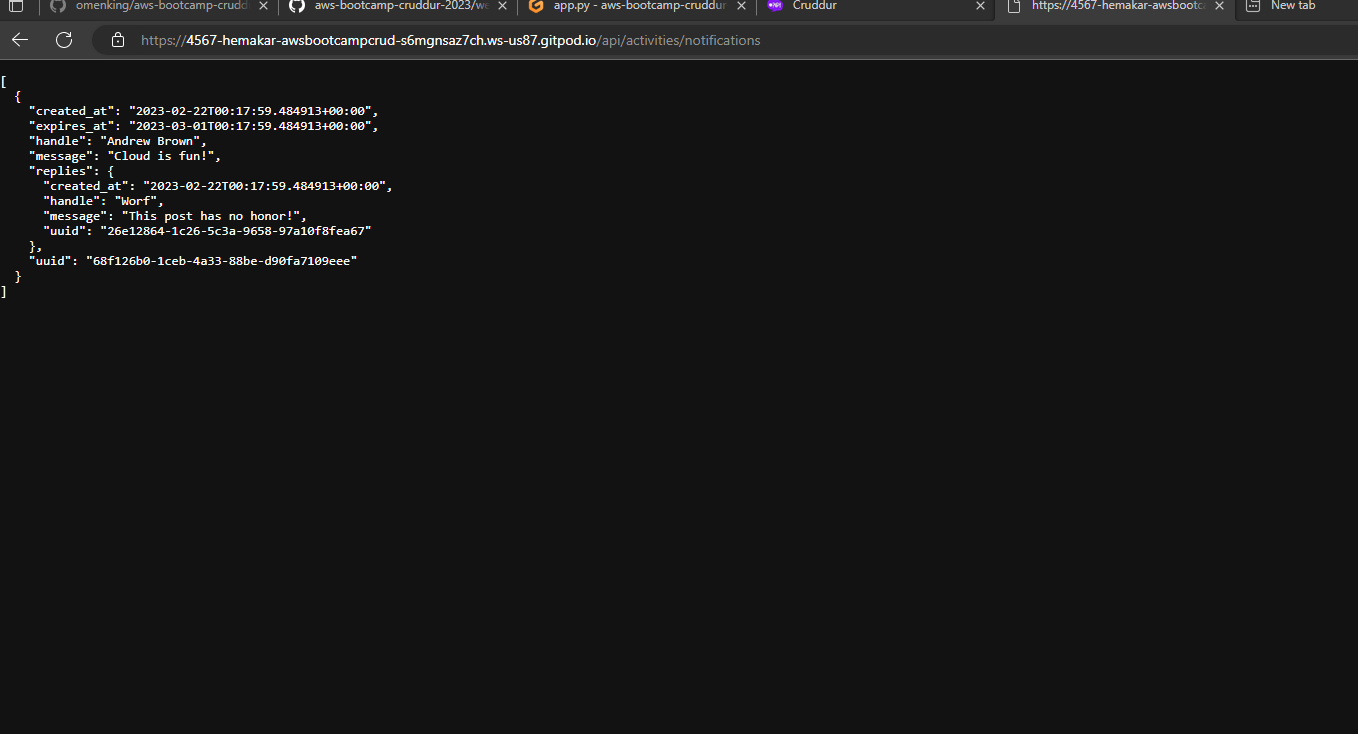 omenking/aws-bootcamp-crudd
aws-bootcamp-cruddur-2023/we
app.py - aws-bootcamp-cruddur
Cruddur
https://4567-hemakar-awsbootca
New tab
https://4567-hemakar-awsbootcampcrud-s6mgnsaz7ch.ws-us87.gitpod.io/api/activities/notifications
[
  {
    "created_at": "2023-02-22T00:17:59.484913+00:00",
    "expires_at": "2023-03-01T00:17:59.484913+00:00",
    "handle": "Andrew Brown",
    "message": "Cloud is fun!",
    "replies": {
      "created_at": "2023-02-22T00:17:59.484913+00:00",
      "handle": "Worf",
      "message": "This post has no honor!",
      "uuid": "26e12864-1c26-5c3a-9658-97a10f8fea67"
    },
    "uuid": "68f126b0-1ceb-4a33-88be-d90fa7109eee"
  }
]